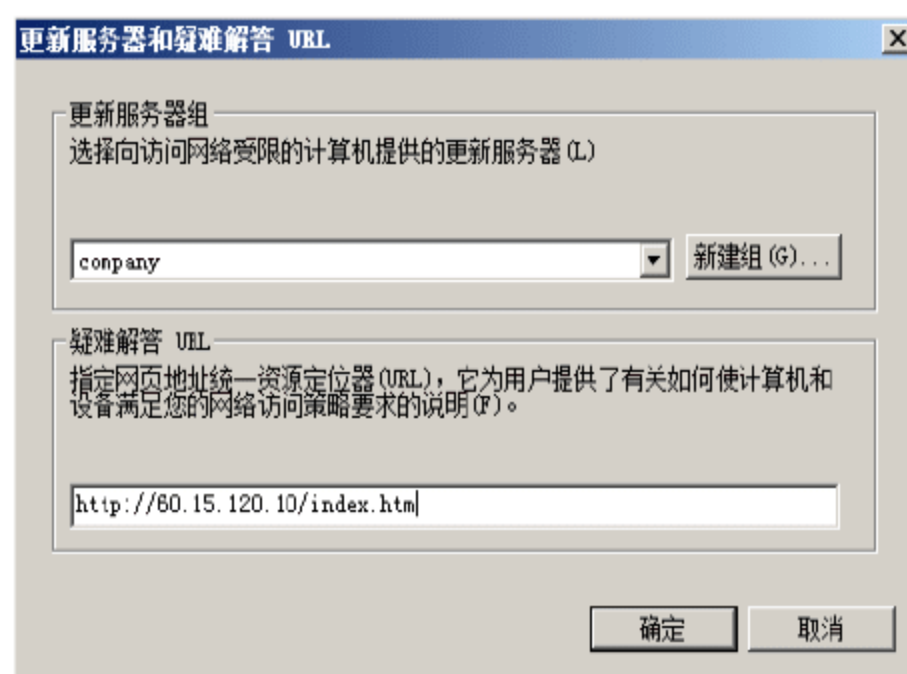 更新服务器和疑难解答 URL
更新服务器组
选择向访问网络受限的计算机提供的更新服务器(L)
conpany
新建组(G)...
疑难解答 URL
指定网页地址统一资源定位器(URL)，它为用户提供了有关如何使计算机和
设备满足您的网络访问策略要求的说明(F)。
http://60.15.120.10/index.htm
确定
取消